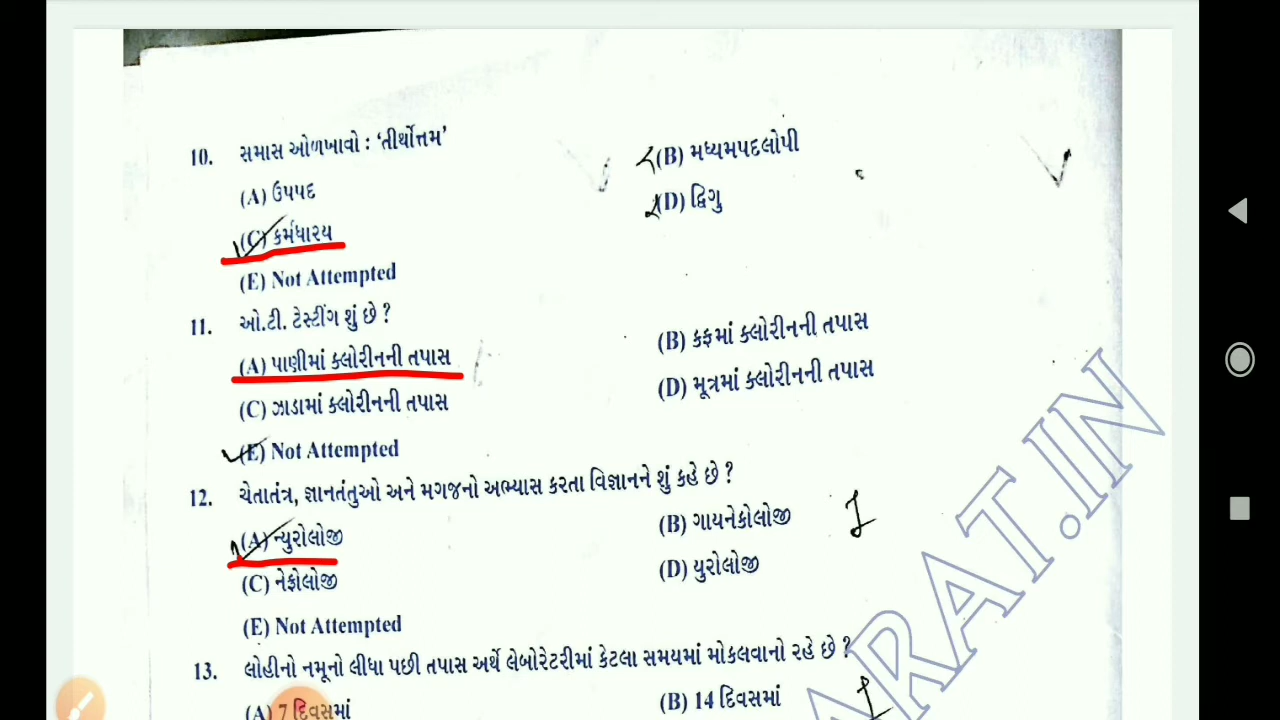 10. સમાસ ઓળખાવો : ‘તીર્થોત્તમ’
(A) ઉપપદ (B) મધ્યમપદલોપી
(C) કર્મધારય (D) દ્વિગુ
(E) Not Attempted
11. ઓ.ટી. ટેસ્ટીંગ શું છે ?
(A) પાણીમાં ક્લોરીનની તપાસ (B) કફમાં ક્લોરીનની તપાસ
(C) ઝાડામાં ક્લોરીનની તપાસ (D) મૂત્રમાં ક્લોરીનની તપાસ
(E) Not Attempted
12. ચેતાતંત્ર, જ્ઞાનતંતુઓ અને મગજનો અભ્યાસ કરતા વિજ્ઞાનને શું કહે છે ?
(A) ન્યુરોલોજી (B) ગાયનેકોલોજી
(C) નેફ્રોલોજી (D) યુરોલોજી
(E) Not Attempted
13. લોહીનો નમૂનો લીધા પછી તપાસ અર્થે લેબોરેટરીમાં કેટલા સમયમાં મોકલવાનો રહે છે ?
(A) 7 દિવસમાં (B) 14 દિવસમાં
RAT.IN